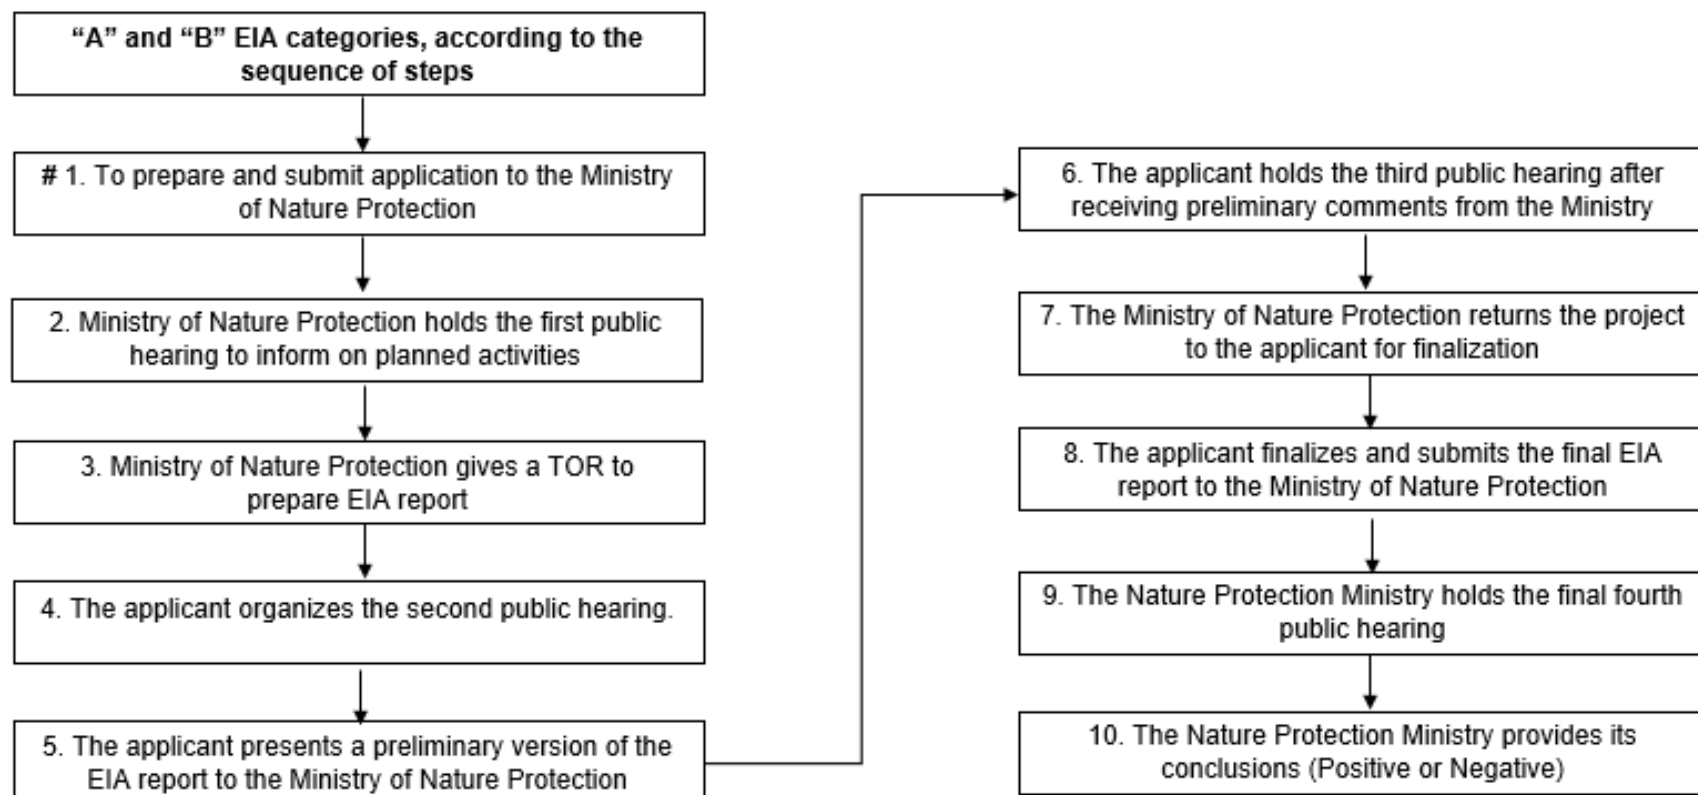 “A” and “B” EIA categories, according to the
sequence of steps
# 1. To prepare and submit application to the Ministry
of Nature Protection
2. Ministry of Nature Protection holds the first public
hearing to inform on planned activities
3. Ministry of Nature Protection gives a TOR to
prepare EIA report
4. The applicant organizes the second public hearing.
5. The applicant presents a preliminary version of the
EIA report to the Ministry of Nature Protection
6. The applicant holds the third public hearing after
receiving preliminary comments from the Ministry
7. The Ministry of Nature Protection returns the project
to the applicant for finalization
8. The applicant finalizes and submits the final EIA
report to the Ministry of Nature Protection
9. The Nature Protection Ministry holds the final fourth
public hearing
10. The Nature Protection Ministry provides its
conclusions (Positive or Negative)